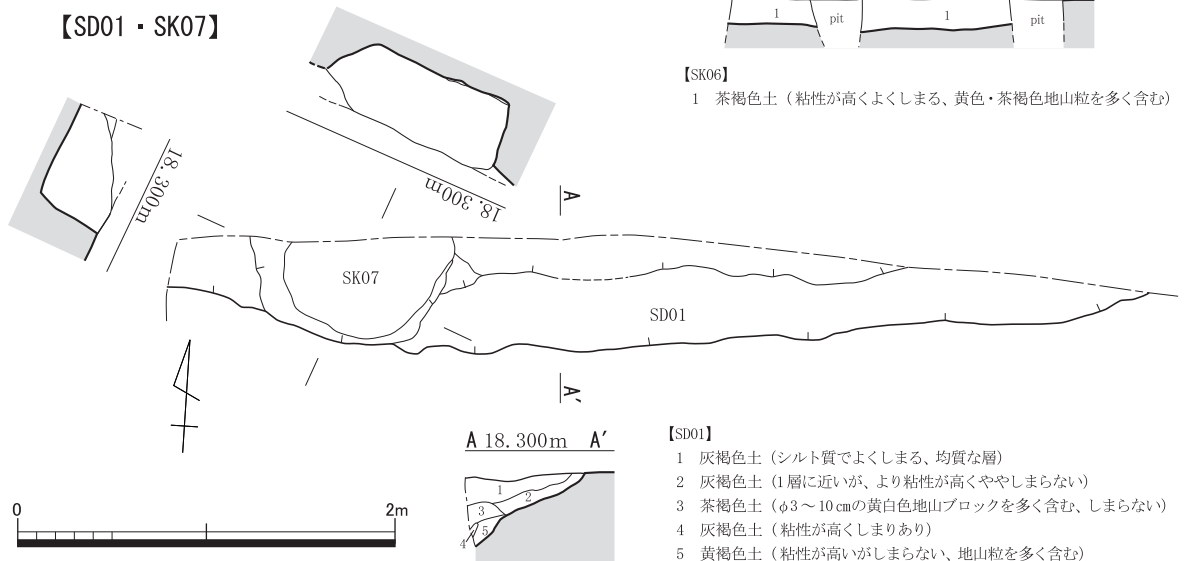 【SD01・SK07】
1
pit
1
pit
【SK06】
1 茶褐色土（粘性が高くよくしまる、黄色・茶褐色地山粒を多く含む）
18.300m
18.300m
A
SK07
SD01
A'
A 18.300m A'
1
2
3
4
5
0
2m
【SD01】
1 灰褐色土（シルト質でよくしまる、均質な層）
2 灰褐色土（1層に近いが、より粘性が高くややしまらない）
3 茶褐色土（φ3～10㎝の黄白色地山ブロックを多く含む、しまらない）
4 灰褐色土（粘性が高くしまりあり）
5 黄褐色土（粘性が高いがしまらない、地山粒を多く含む）